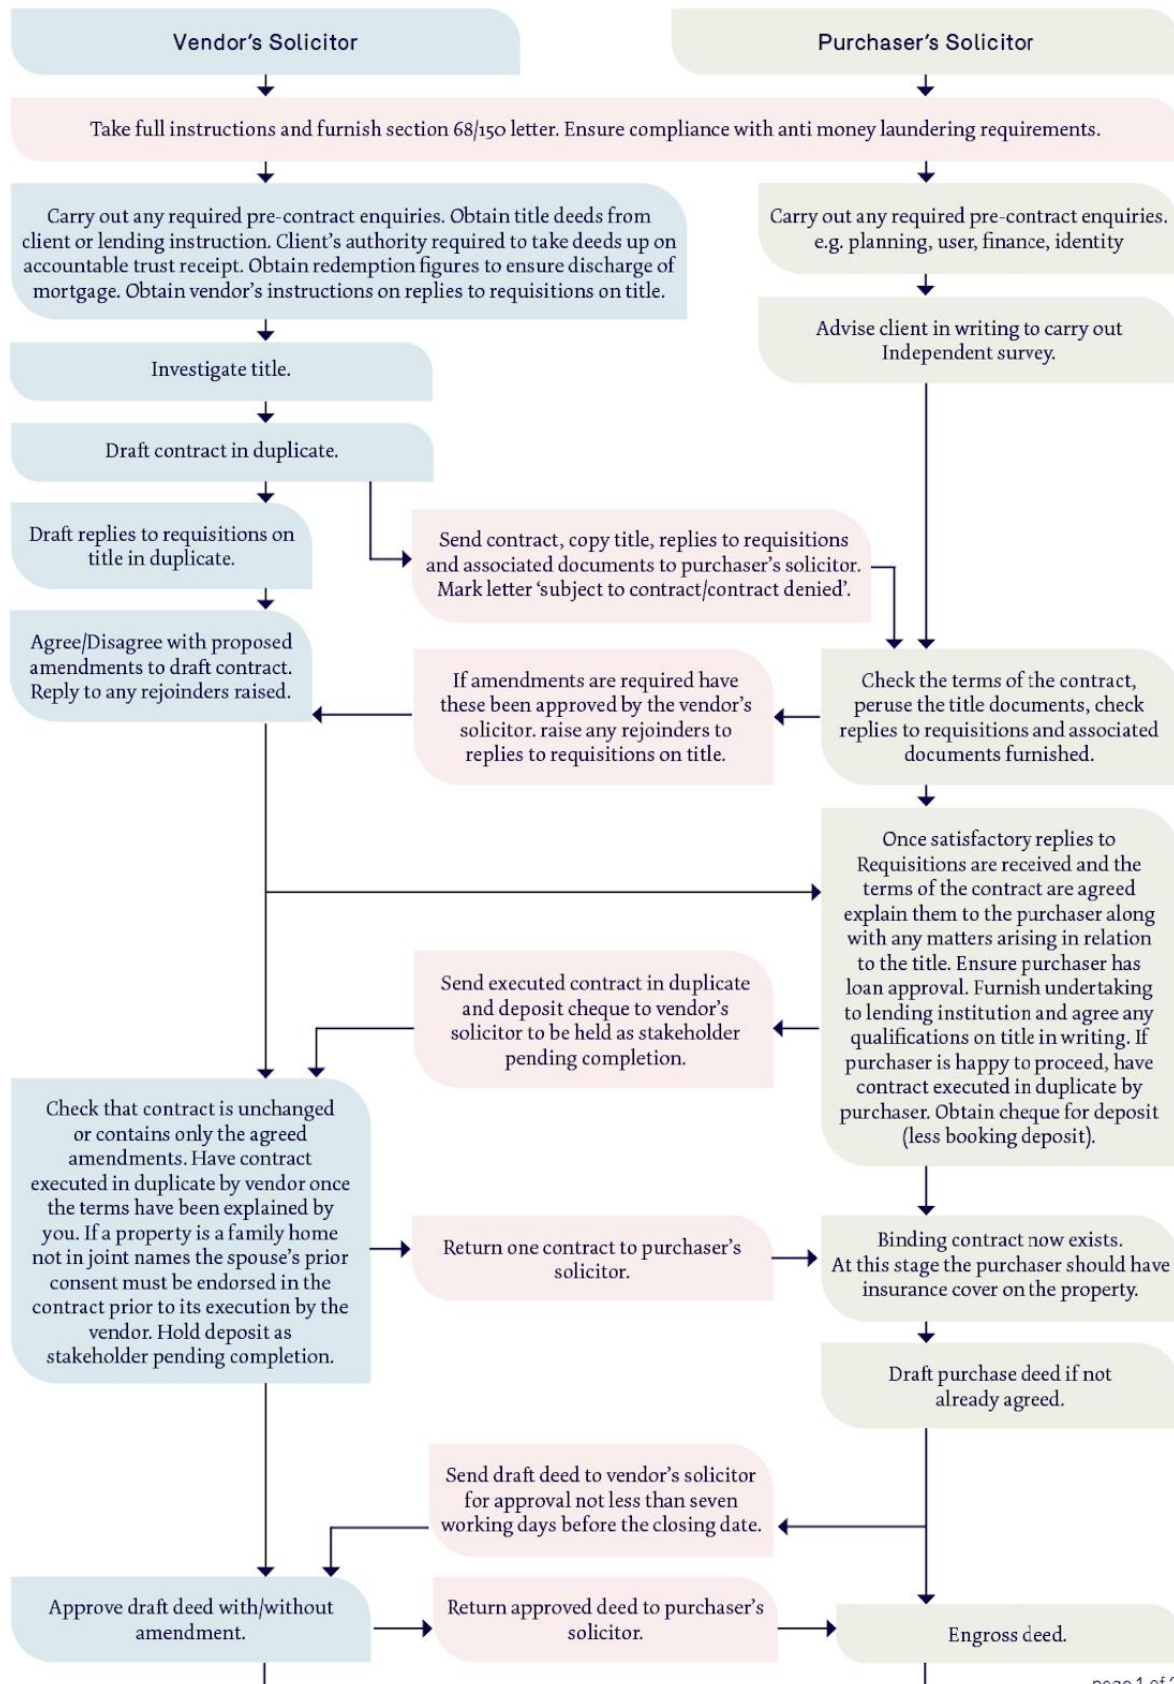 Vendor's Solicitor
Purchaser's Solicitor
Take full instructions and furnish section 68/150 letter. Ensure compliance with anti money laundering requirements.
Carry out any required pre-contract enquiries. Obtain title deeds from
client or lending instruction. Client's authority required to take deeds up on
accountable trust receipt. Obtain redemption figures to ensure discharge of
mortgage. Obtain vendor's instructions on replies to requisitions on title.
Carry out any required pre-contract enquiries.
e.g. planning, user, finance, identity
Advise client in writing to carry out
Independent survey.
Investigate title.
Draft contract in duplicate.
Draft replies to requisitions on
title in duplicate.
Send contract, copy title, replies to requisitions
and associated documents to purchaser's solicitor.
Mark letter 'subject to contract/contract denied'.
Agree/Disagree with proposed
amendments to draft contract.
Reply to any rejoinders raised.
If amendments are required have
these been approved by the vendor's
solicitor. raise any rejoinders to
replies to requisitions on title.
Check the terms of the contract,
peruse the title documents, check
replies to requisitions and associated
documents furnished.
Once satisfactory replies to
Requisitions are received and the
terms of the contract are agreed
explain them to the purchaser along
with any matters arising in relation
to the title. Ensure purchaser has
loan approval. Furnish undertaking
to lending institution and agree any
qualifications on title in writing. If
purchaser is happy to proceed, have
contract executed in duplicate by
purchaser. Obtain cheque for deposit
(less booking deposit).
Send executed contract in duplicate
and deposit cheque to vendor's
solicitor to be held as stakeholder
pending completion.
Check that contract is unchanged
or contains only the agreed
amendments. Have contract
executed in duplicate by vendor once
the terms have been explained by
you. If a property is a family home
not in joint names the spouse's prior
consent must be endorsed in the
contract prior to its execution by the
vendor. Hold deposit as
stakeholder pending completion.
Return one contract to purchaser's
solicitor.
Binding contract now exists.
At this stage the purchaser should have
insurance cover on the property.
Draft purchase deed if not
already agreed.
Send draft deed to vendor's solicitor
for approval not less than seven
working days before the closing date.
Approve draft deed with/without
amendment.
Return approved deed to purchaser's
solicitor.
Engross deed.
page 1 of